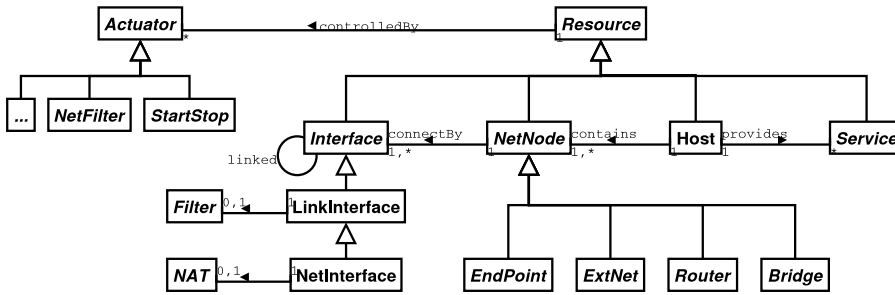 Actuator controlledBy Resource
* 1
... NetFilter StartStop
Interface connectBy NetNode contains Host provides Service
linked 1,* 1 1,* 1 1 *
Filter 0,1 1 LinkInterface
NAT 0,1 1 NetInterface EndPoint ExtNet Router Bridge